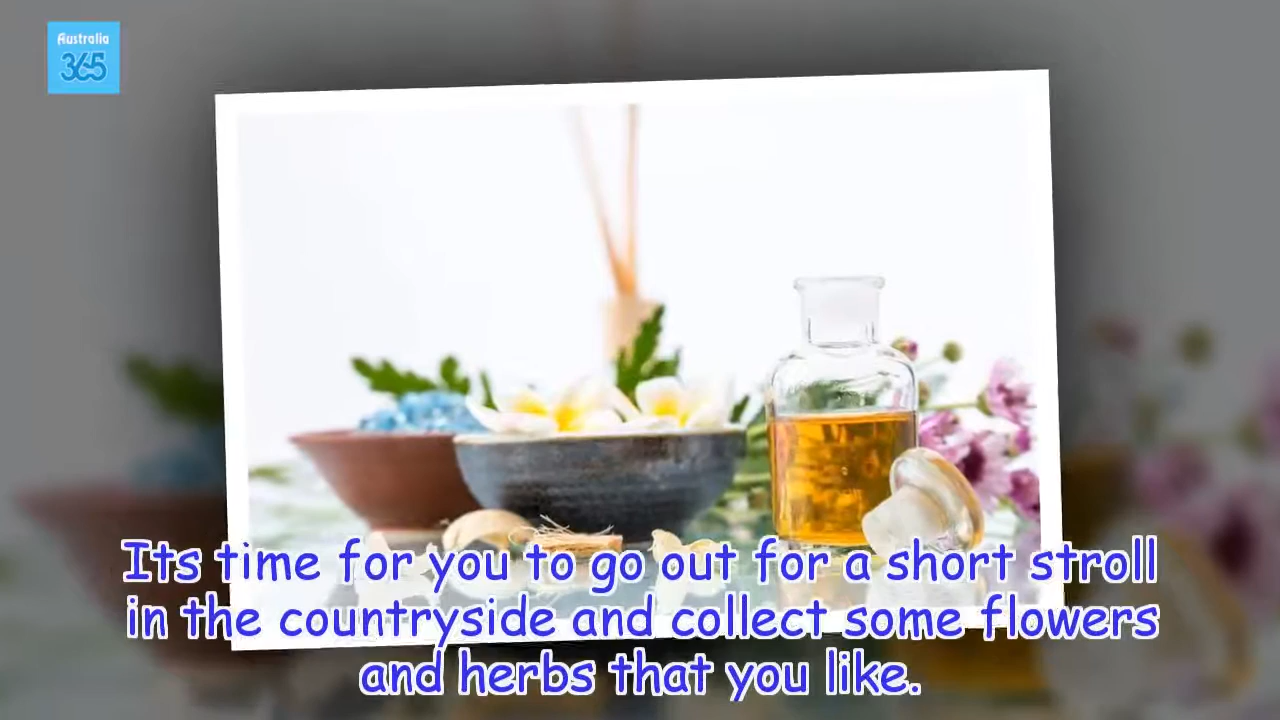 Australia
365
Its time for you to go out for a short stroll
in the countryside and collect some flowers
and herbs that you like.